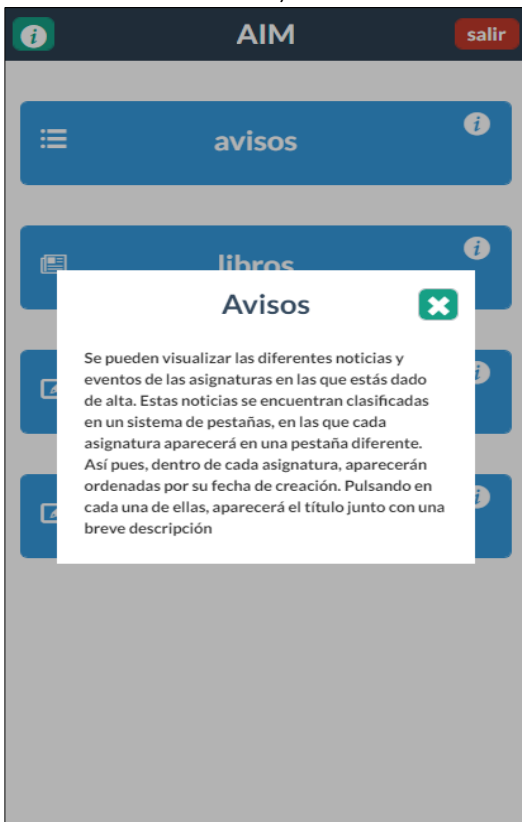 AIM
salir
avisos
libros
Avisos
Se pueden visualizar las diferentes noticias y
eventos de las asignaturas en las que estás dado
de alta. Estas noticias se encuentran clasificadas
en un sistema de pestañas, en las que cada
asignatura aparecerá en una pestaña diferente.
Así pues, dentro de cada asignatura, aparecerán
ordenadas por su fecha de creación. Pulsando en
cada una de ellas, aparecerá el título junto con una
breve descripción